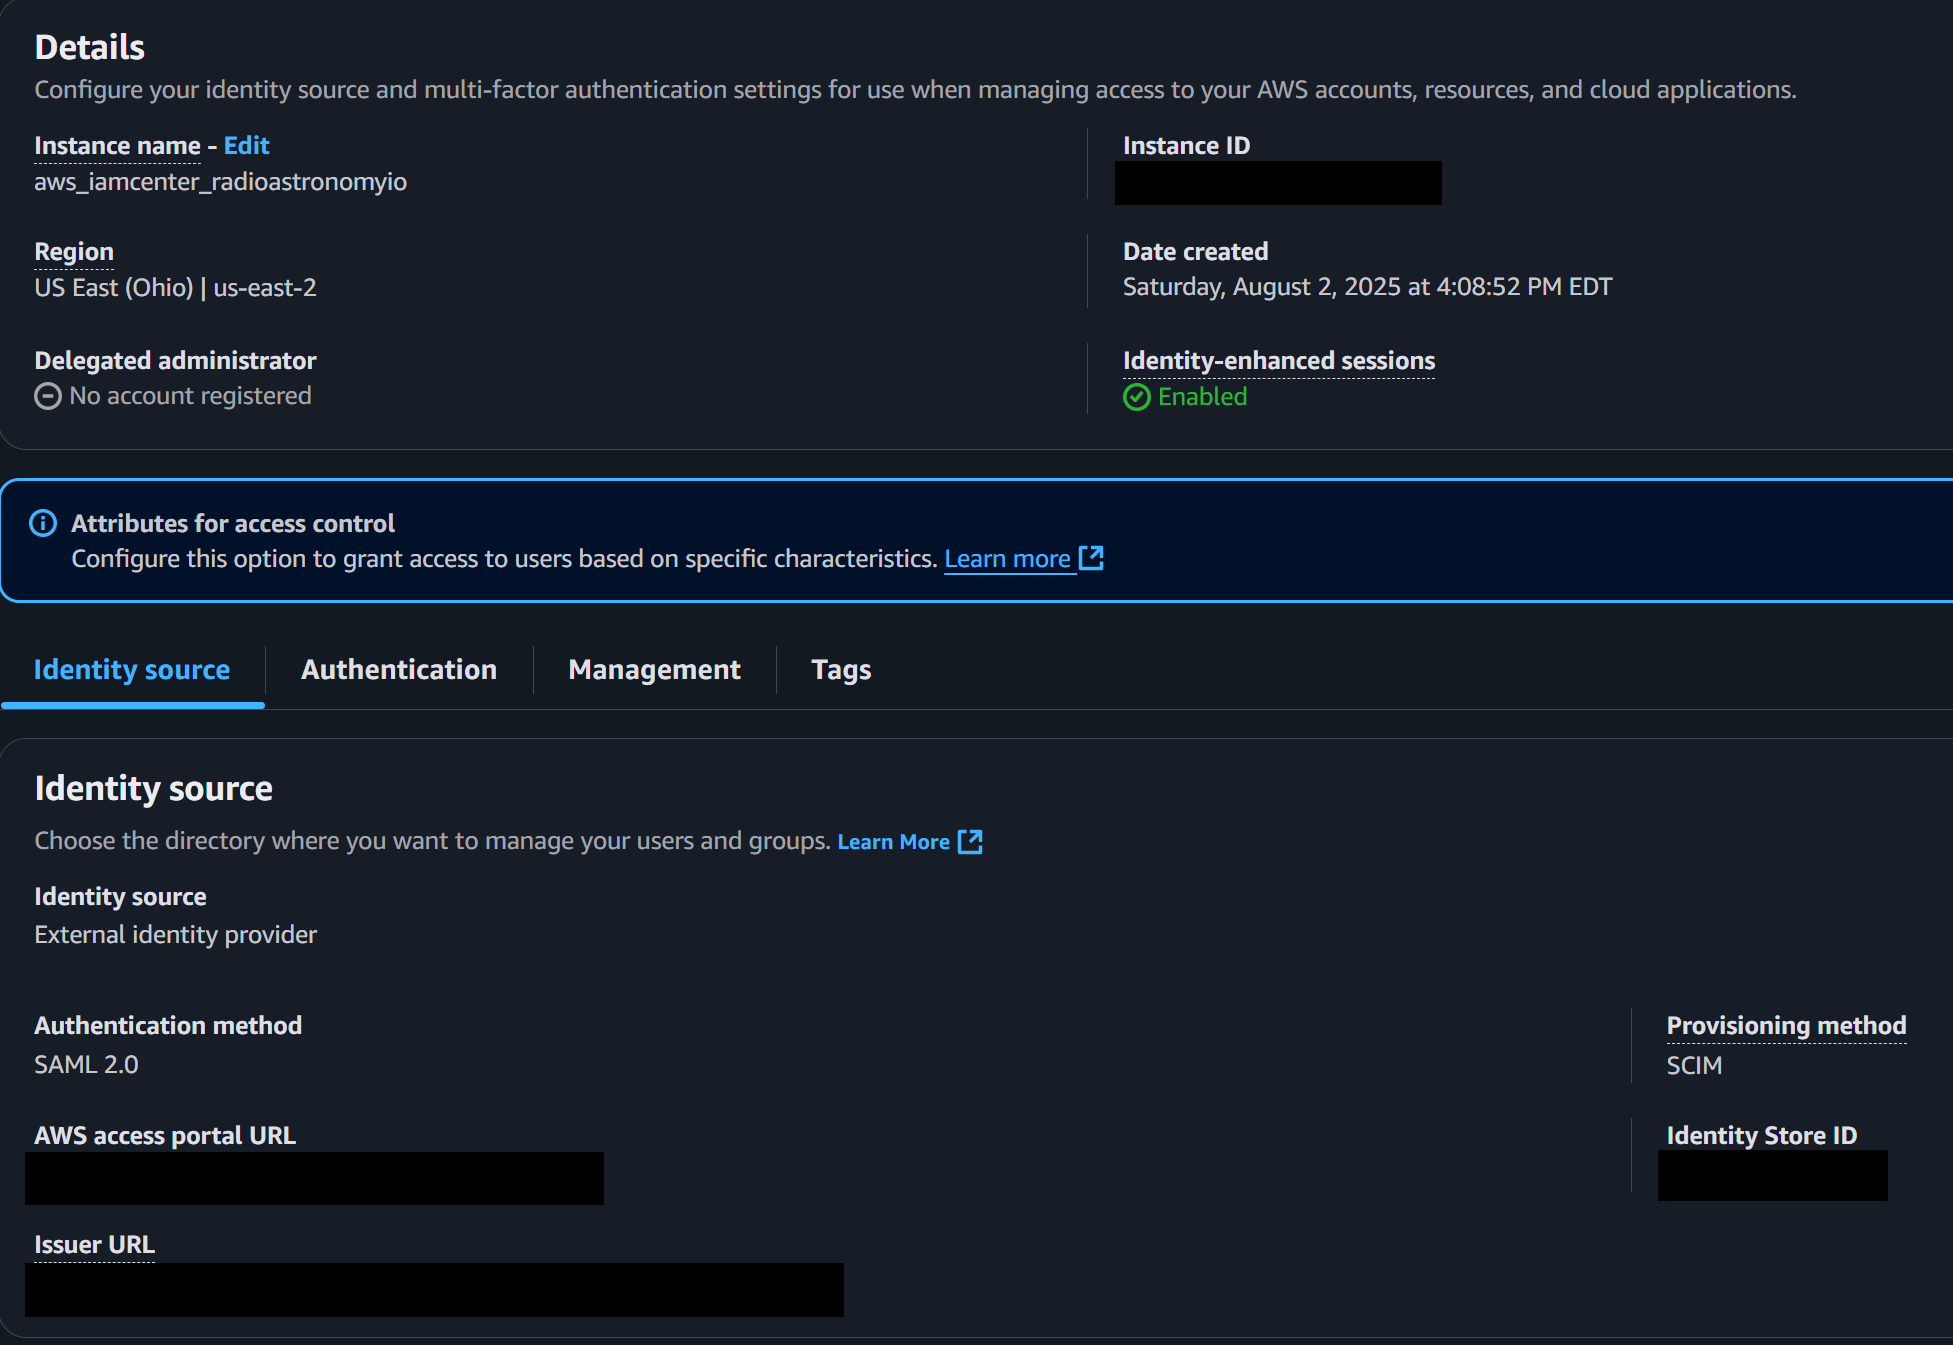 Details
Configure your identity source and multi-factor authentication settings for use when managing access to your AWS accounts, resources, and cloud applications.
Instance name - Edit
aws_iamcenter_radioastronomyio
Instance ID
Region
US East (Ohio) | us-east-2
Date created
Saturday, August 2, 2025 at 4:08:52 PM EDT
Delegated administrator
No account registered
Identity-enhanced sessions
Enabled
Attributes for access control
Configure this option to grant access to users based on specific characteristics. Learn more
Identity source
Authentication
Management
Tags
Identity source
Choose the directory where you want to manage your users and groups. Learn More
Identity source
External identity provider
Authentication method
SAML 2.0
Provisioning method
SCIM
AWS access portal URL
Identity Store ID
Issuer URL